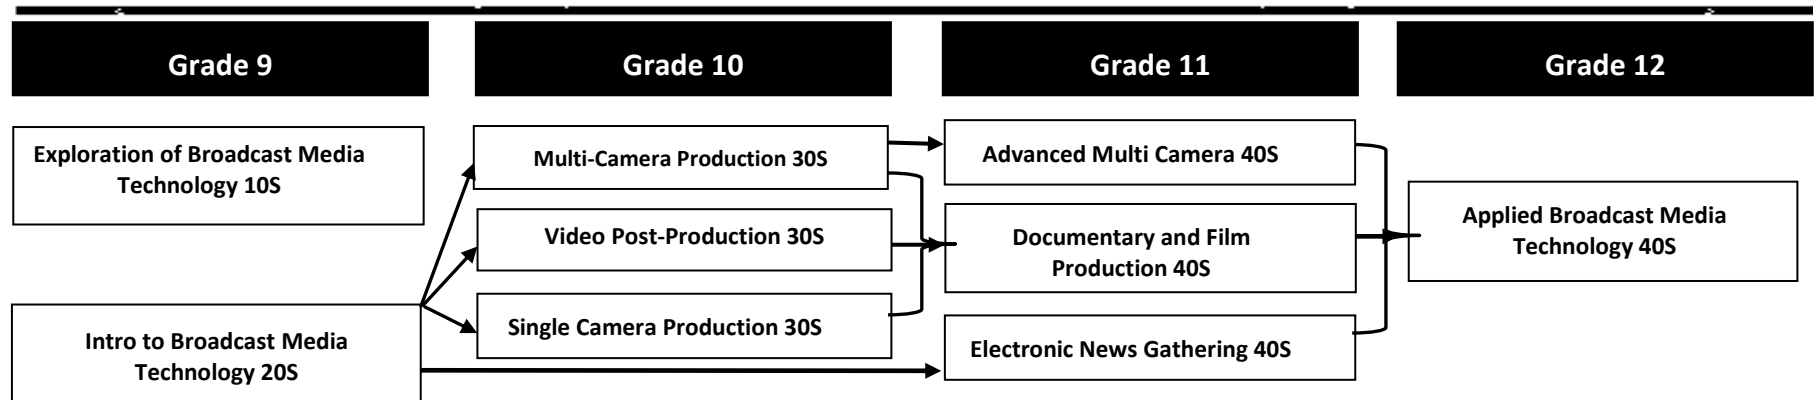 Grade 9
Grade 10
Grade 11
Grade 12
Exploration of Broadcast Media
Technology 10S
Intro to Broadcast Media
Technology 20S
Multi-Camera Production 30S
Video Post-Production 30S
Single Camera Production 30S
Advanced Multi Camera 40S
Documentary and Film
Production 40S
Electronic News Gathering 40S
Applied Broadcast Media
Technology 40S